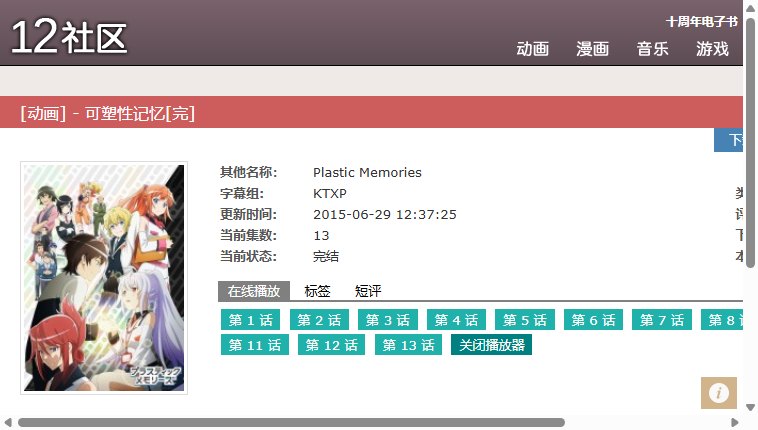 12社区
十周年电子书
动画 漫画 音乐 游戏
[动画] - 可塑性记忆[完]
其他名称: Plastic Memories
字幕组: KTXP
更新时间: 2015-06-29 12:37:25
当前集数: 13
当前状态: 完结
在线播放 标签 短评
第 1 话 第 2 话 第 3 话 第 4 话 第 5 话 第 6 话 第 7 话 第 8
第 11 话 第 12 话 第 13 话 关闭播放器
プラスティック
メモリーズ